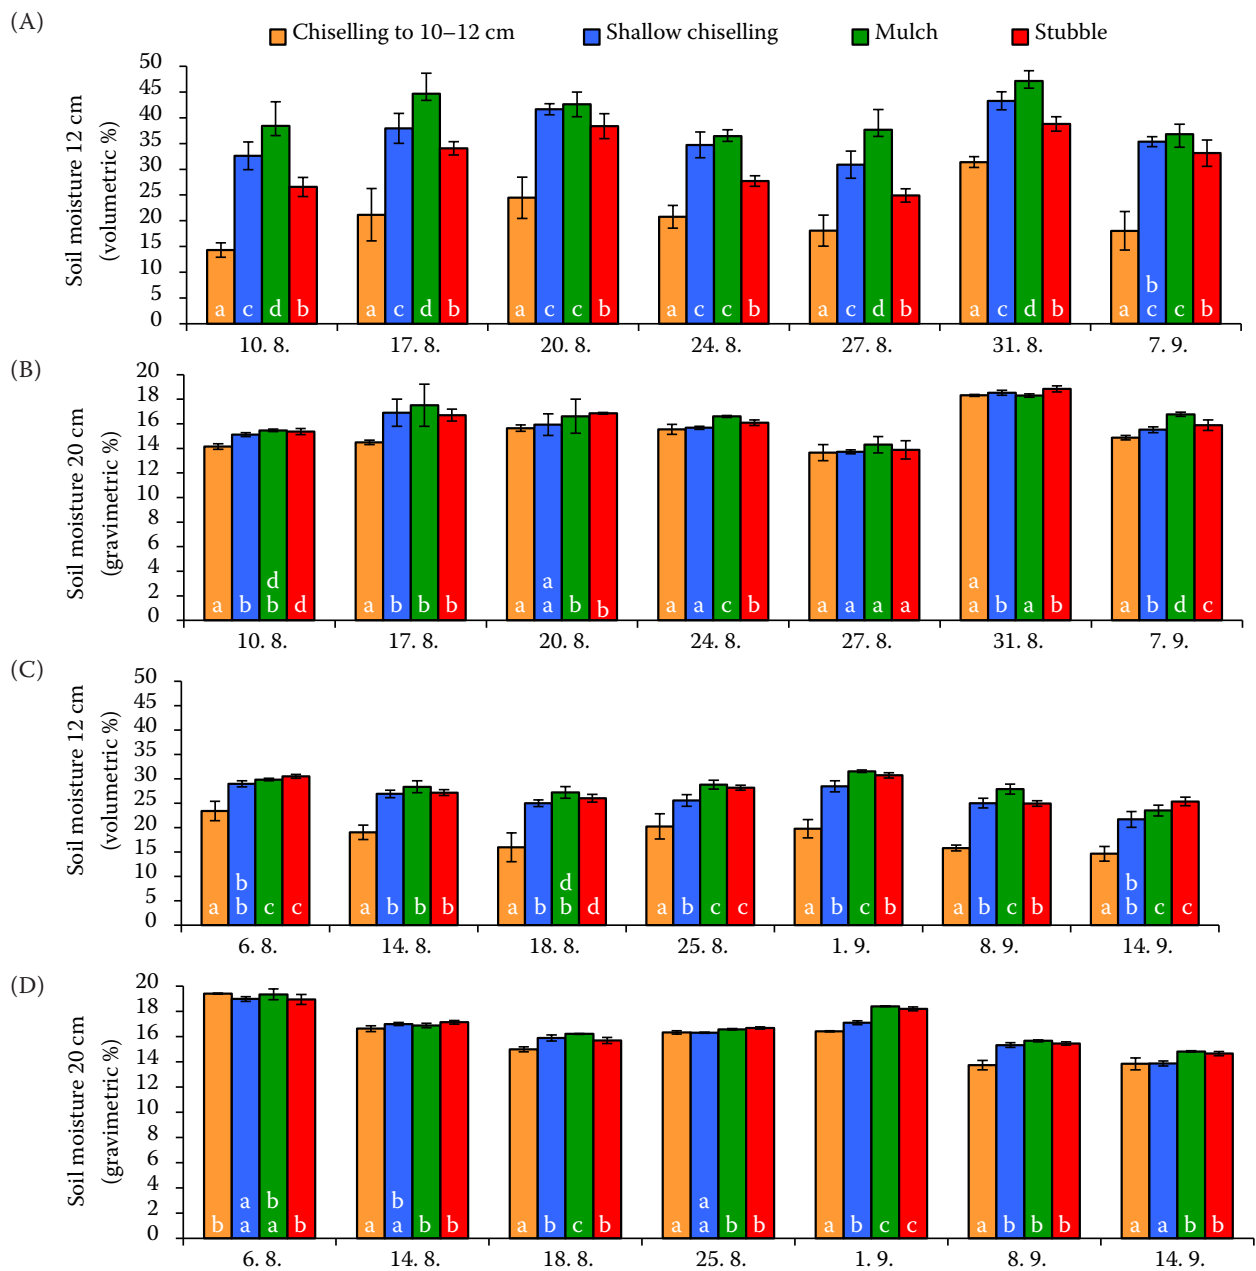 (A)
Chiselling to 10–12 cm Shallow chiselling Mulch Stubble
Soil moisture 12 cm
(volumetric %)
50
45
40
35
30
25
20
15
10
5
0
b
a c d b a c d b a c c b a c c b a c d b a c d b a c c b
10. 8. 17. 8. 20. 8. 24. 8. 27. 8. 31. 8. 7. 9.
(B)
Soil moisture 20 cm
(gravimetric %)
20
18
16
14
12
10
8
6
4
2
0
d a a
a b b d a b b b a a b b a a c b a a a a a b a b a b d c
10. 8. 17. 8. 20. 8. 24. 8. 27. 8. 31. 8. 7. 9.
(C)
Soil moisture 12 cm
(volumetric %)
50
45
40
35
30
25
20
15
10
5
0
b d b
a b c c a b b b a b b d a b c c a b c b a b c b a b c c
6. 8. 14. 8. 18. 8. 25. 8. 1. 9. 8. 9. 14. 9.
(D)
Soil moisture 20 cm
(gravimetric %)
20
18
16
14
12
10
8
6
4
2
0
a b b a
b a a b a a b b a b c b a a b b a b c c a b b b a a b b
6. 8. 14. 8. 18. 8. 25. 8. 1. 9. 8. 9. 14. 9.